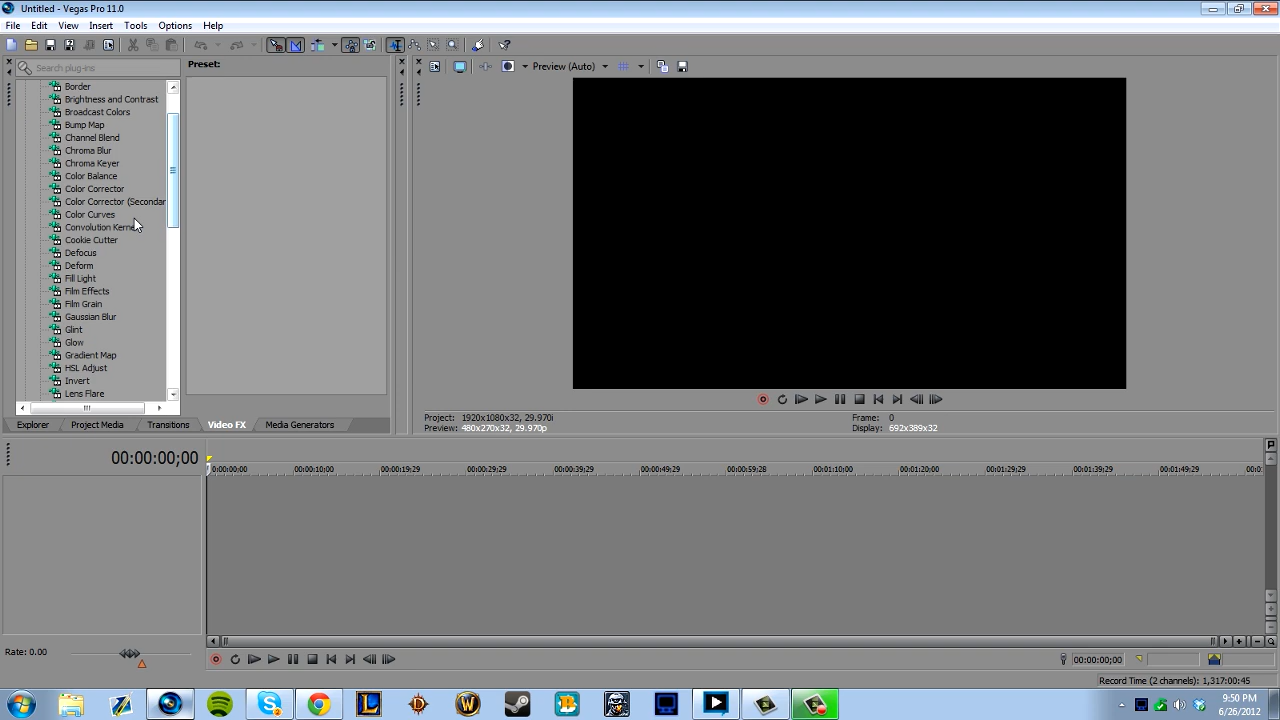 Untitled - Vegas Pro 11.0
File Edit View Insert Tools Options Help
Search plug-ins
Preset:
Preview (Auto)
Border
Brightness and Contrast
Broadcast Colors
Bump Map
Channel Blend
Chroma Blur
Chroma Keyer
Color Balance
Color Corrector
Color Corrector (Secondar
Color Curves
Convolution Kerne
Cookie Cutter
Defocus
Deform
Fill Light
Film Effects
Film Grain
Gaussian Blur
Glint
Glow
Gradient Map
HSL Adjust
Invert
Lens Flare
Explorer Project Media Transitions Video FX Media Generators
Project: 1920x1080x32, 29.970i
Preview: 480x270x32, 29.970p
Frame: 0
Display: 692x389x32
00:00:00;00
0:00:00:00 00:00:10;00 00:00:19;29 00:00:29;29 00:00:39;29 00:00:49;29 00:00:59;28 00:01:10;00 00:01:20;00 00:01:29;29 00:01:39;29 00:01:49;29 00:0
Rate: 0.00
00:00:00;00
Record Time (2 channels): 1,317:00:45
9:50 PM
6/26/2012